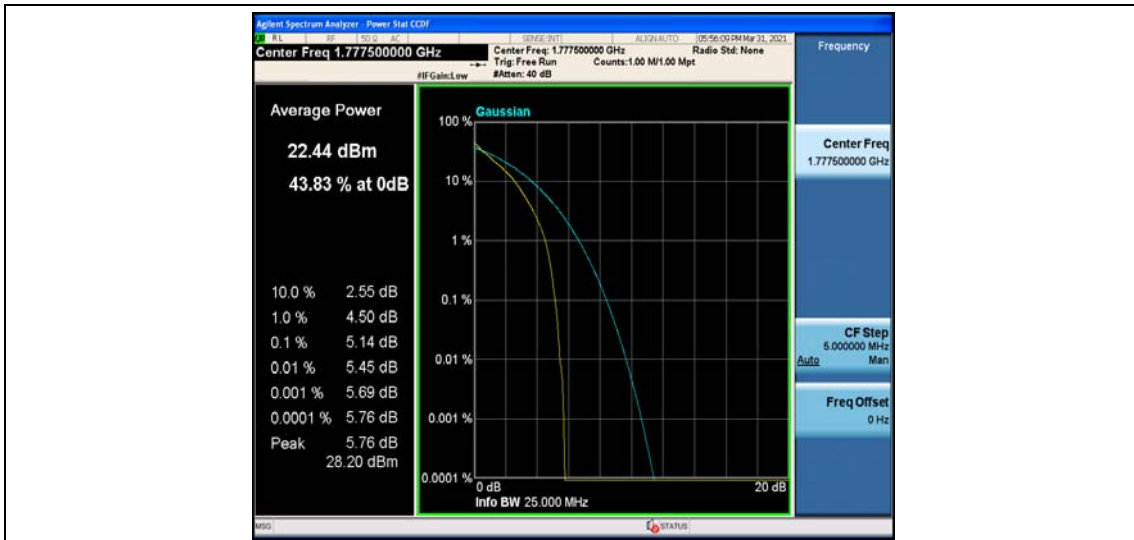 Agilent Spectrum Analyzer - Power Stat CCDF
RL RF 50 Ω AC SENSE:INT ALIGN AUTO 05:56:09 PM Mar 31, 2021
Center Freq 1.777500000 GHz
Center Freq: 1.777500000 GHz Radio Std: None
Trig: Free Run Counts:1.00 M/1.00 Mpt
#IFGain:Low #Atten: 40 dB
Frequency
Average Power
22.44 dBm
43.83 % at 0dB
10.0 % 2.55 dB
1.0 % 4.50 dB
0.1 % 5.14 dB
0.01 % 5.45 dB
0.001 % 5.69 dB
0.0001 % 5.76 dB
Peak 5.76 dB
28.20 dBm
Gaussian
100 %
10 %
1 %
0.1 %
0.01 %
0.001 %
0.0001 %
0 dB 20 dB
Info BW 25.000 MHz
Center Freq
1.777500000 GHz
CF Step
5.000000 MHz
Auto Man
Freq Offset
0 Hz
MSG STATUS